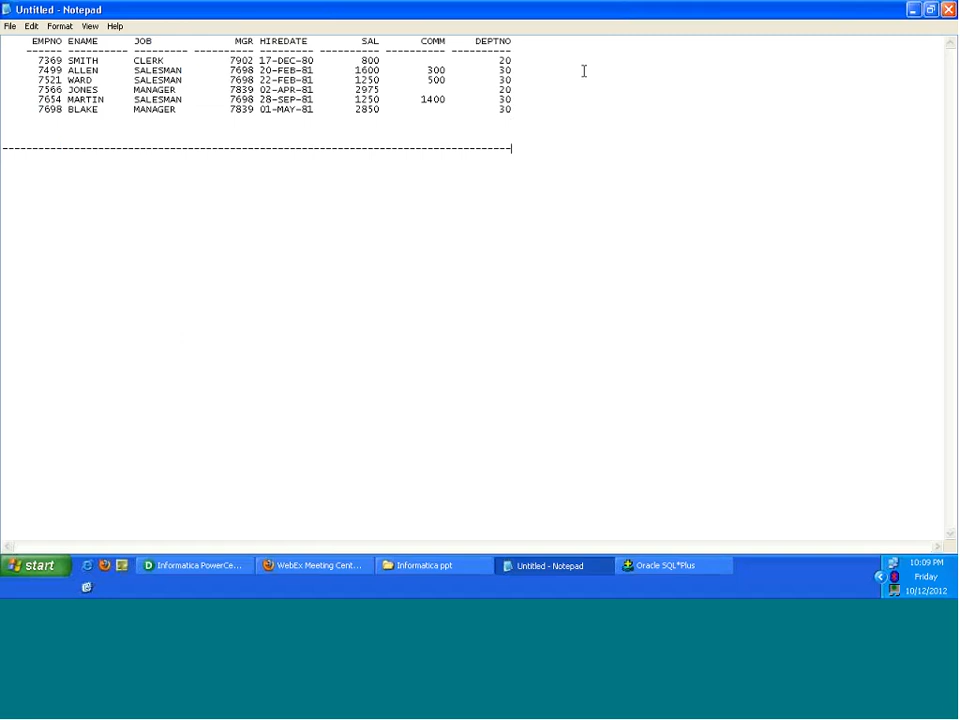 Untitled - Notepad
File Edit Format View Help
EMPNO ENAME JOB MGR HIREDATE SAL COMM DEPTNO
---------- ---------- --------- ---------- --------- ---------- ---------- ----------
7369 SMITH CLERK 7902 17-DEC-80 800 20
7499 ALLEN SALESMAN 7698 20-FEB-81 1600 300 30
7521 WARD SALESMAN 7698 22-FEB-81 1250 500 30
7566 JONES MANAGER 7839 02-APR-81 2975 20
7654 MARTIN SALESMAN 7698 28-SEP-81 1250 1400 30
7698 BLAKE MANAGER 7839 01-MAY-81 2850 30
-------------------------------------------------------------------------------------
start Informatica PowerCe... WebEx Meeting Cent... Informatica ppt Untitled - Notepad Oracle SQL*Plus 10:09 PM
Friday
10/12/2012